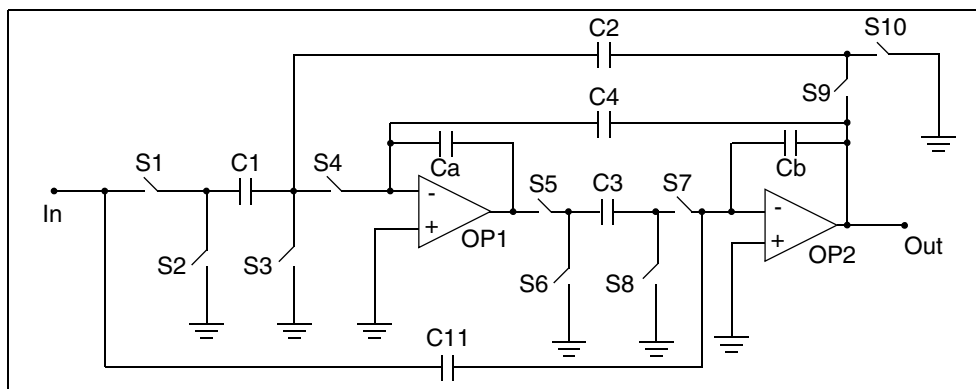 S10
C2
S9
C4
S1
C1
S4
Ca
Cb
S5
C3
S7
In
-
+
OP1
-
+
OP2
Out
S2
S3
S6
S8
C11